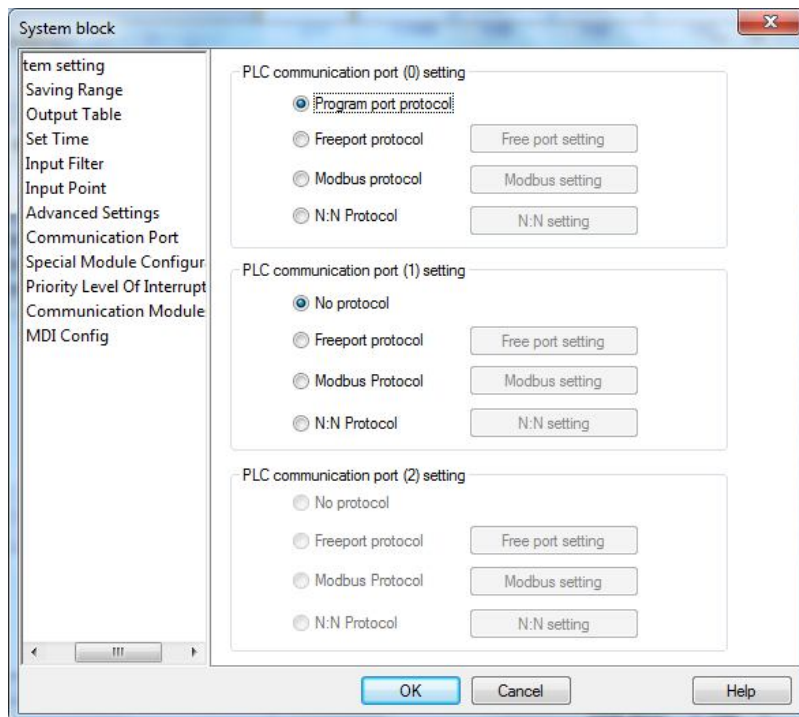 System block
tem setting
Saving Range
Output Table
Set Time
Input Filter
Input Point
Advanced Settings
Communication Port
Special Module Configur
Priority Level Of Interrupt
Communication Module
MDI Config
PLC communication port (0) setting
Program port protocol
Freeport protocol Free port setting
Modbus protocol Modbus setting
N:N Protocol N:N setting
PLC communication port (1) setting
No protocol
Freeport protocol Free port setting
Modbus Protocol Modbus setting
N:N Protocol N:N setting
PLC communication port (2) setting
No protocol
Freeport protocol Free port setting
Modbus Protocol Modbus setting
N:N Protocol N:N setting
OK Cancel Help